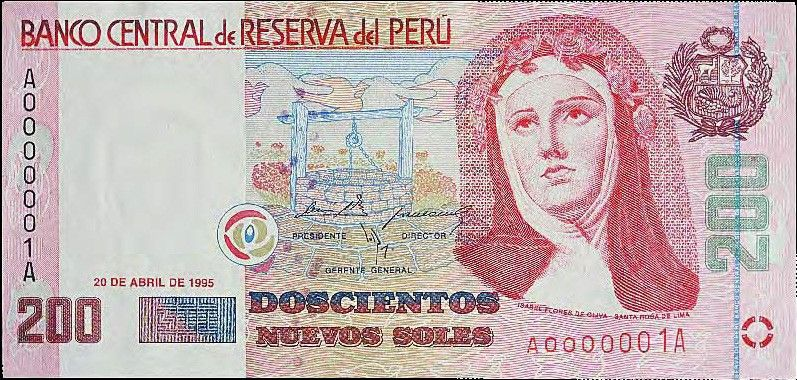 BANCO CENTRAL de RESERVA del PERÚ
A0000001A
PRESIDENTE DIRECTOR
GERENTE GENERAL
20 DE ABRIL DE 1995
200
DOSCIENTOS
NUEVOS SOLES
ISABEL FLORES DE OLIVA - SANTA ROSA DE LIMA
A0000001A
200